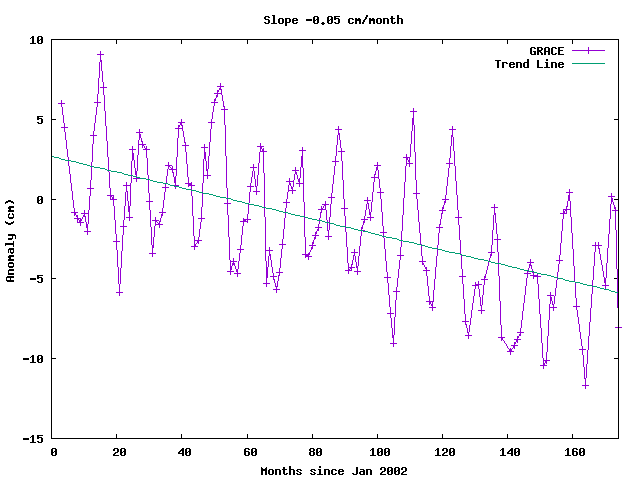 Slope -0.05 cm/month
GRACE
Trend Line
10
5
0
-5
-10
-15
Anomaly (cm)
0 20 40 60 80 100 120 140 160
Months since Jan 2002